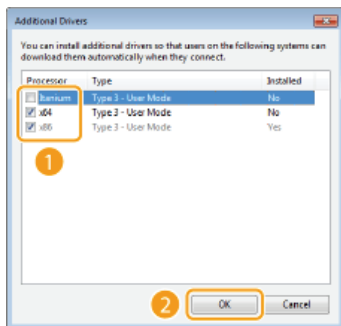 Additional Drivers
You can install additional drivers so that users on the following systems can
download them automatically when they connect.
Processor Type Installed
Itanium Type 3 - User Mode No
x64 Type 3 - User Mode No
x86 Type 3 - User Mode Yes
1
2 OK Cancel